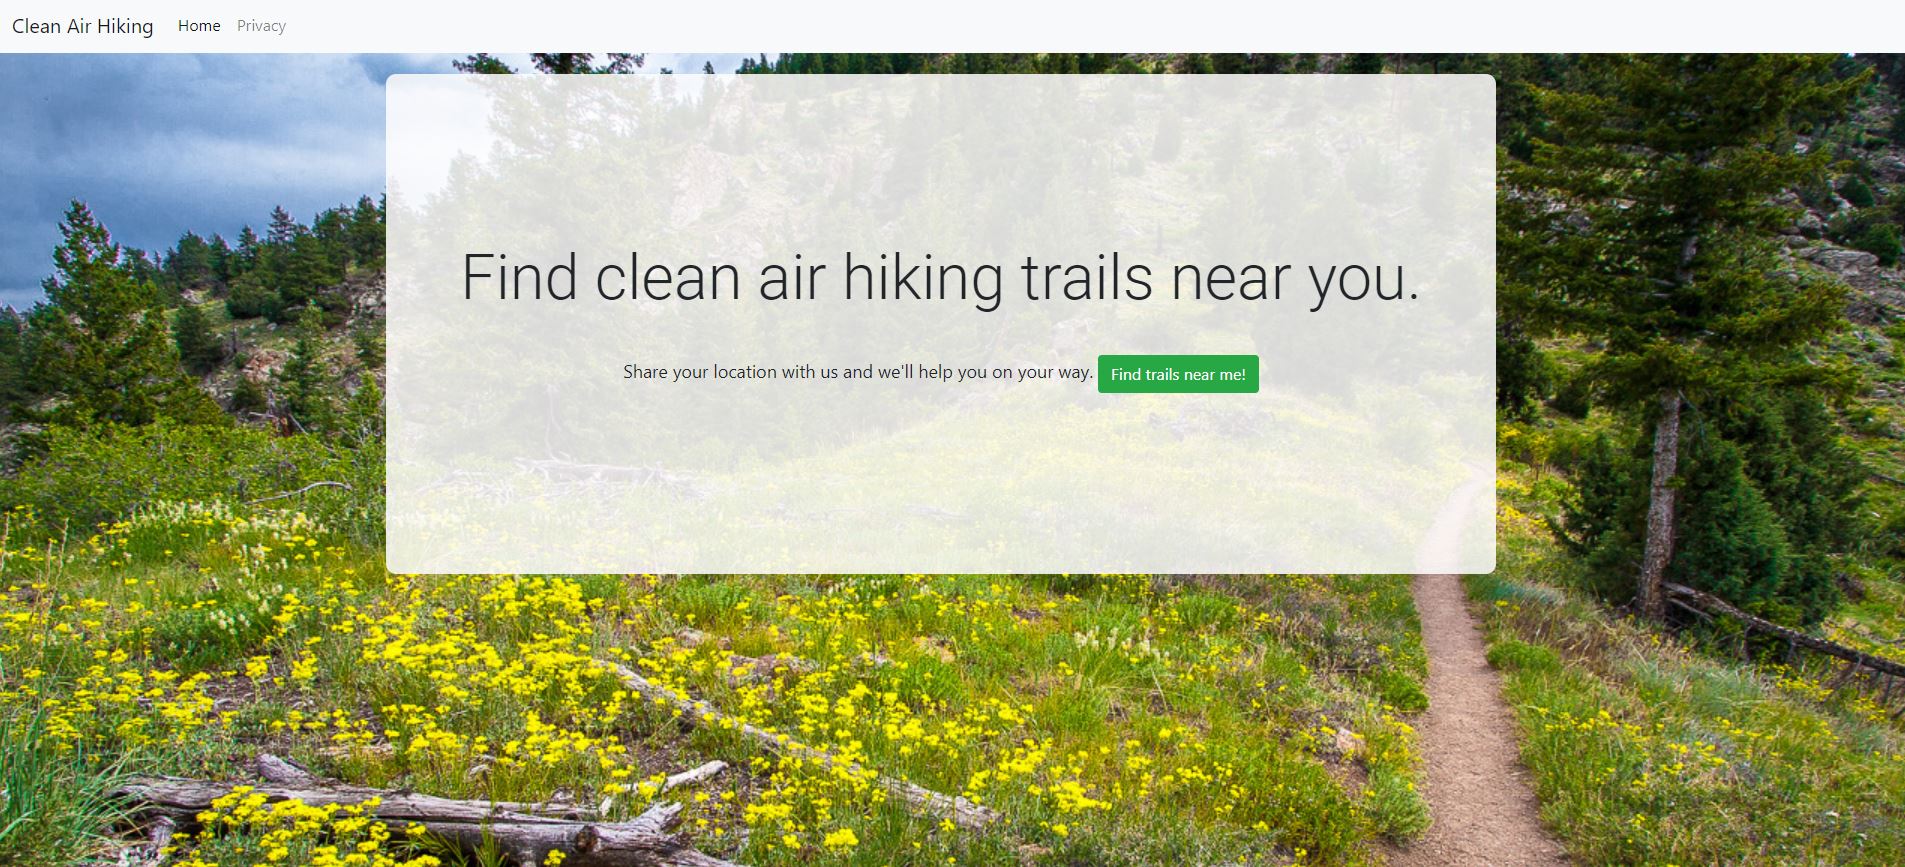 Clean Air Hiking Home Privacy
Find clean air hiking trails near you.
Share your location with us and we'll help you on your way. Find trails near me!